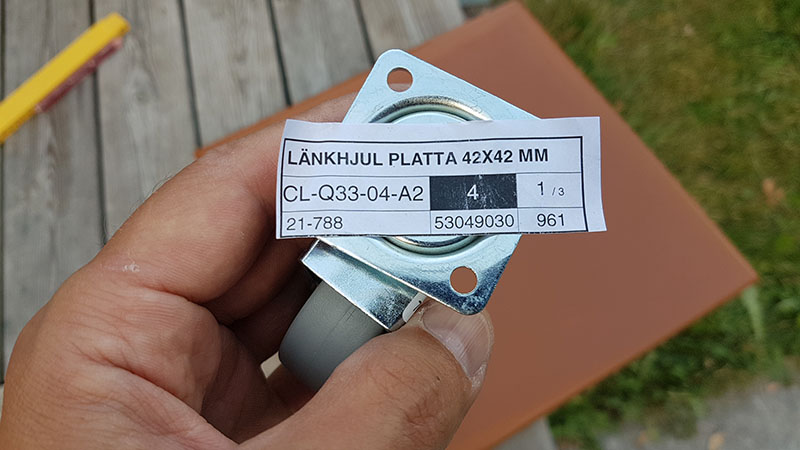 LÄNKHJUL PLATTA 42X42 MM
CL-Q33-04-A2 4 1 / 3
21-788 53049030 961